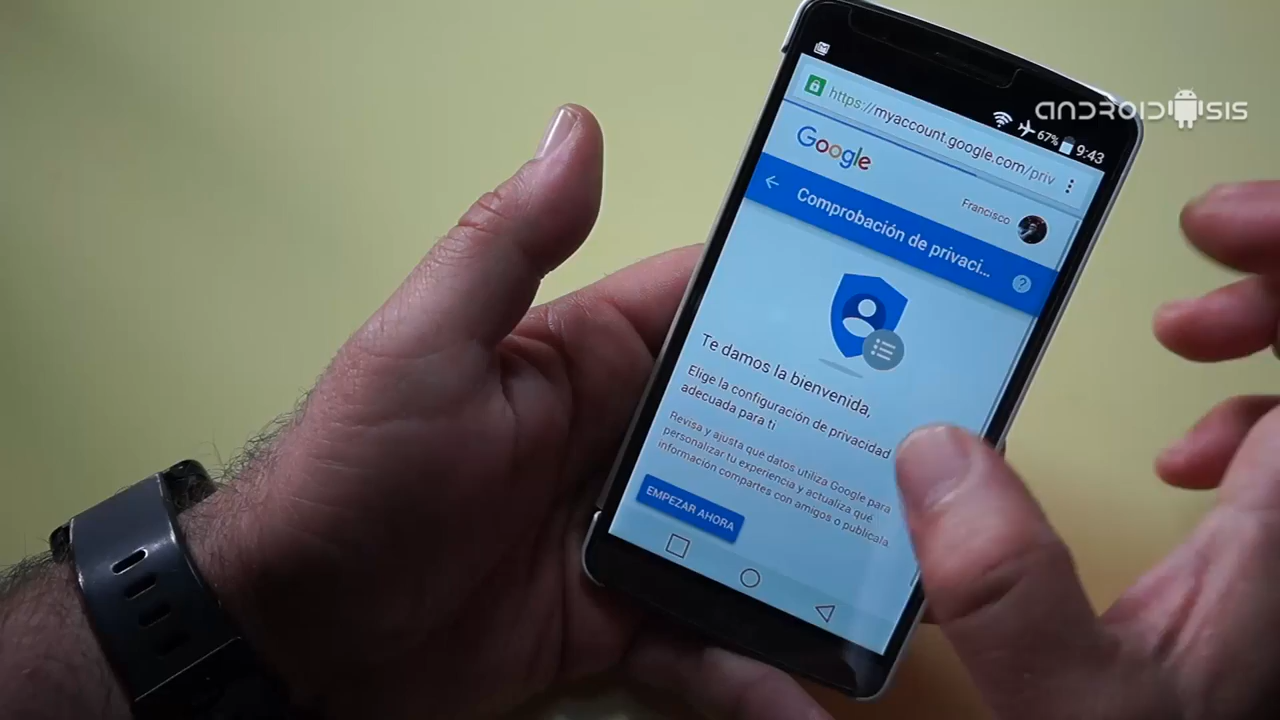 ANDROIDSIS
67% 9:43
https://myaccount.google.com/priv
Google
Francisco
Comprobación de privaci...
?
Te damos la bienvenida,
Elige la configuración de privacidad
adecuada para ti
Revisa y ajusta qué datos utiliza Google para
personalizar tu experiencia y actualiza qué
información compartes con amigos o públicala.
EMPEZAR AHORA